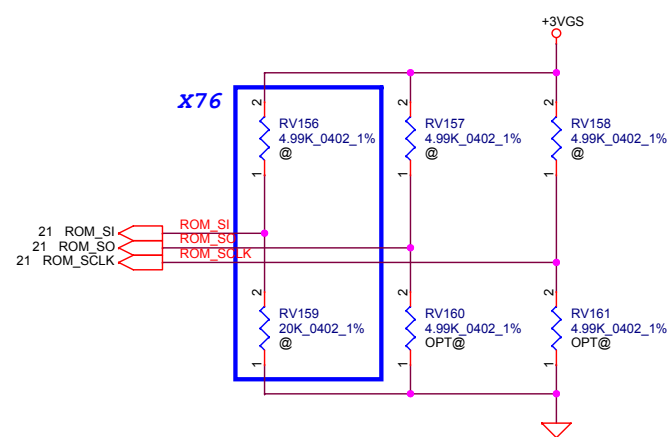 +3VGS
X76
2
RV156
4.99K_0402_1%
@
1
2
RV157
4.99K_0402_1%
@
1
2
RV158
4.99K_0402_1%
@
1
21 ROM_SI
ROM_SI
21 ROM_SO
ROM_SO
21 ROM_SCLK
ROM_SCLK
2
RV159
20K_0402_1%
@
1
2
RV160
4.99K_0402_1%
OPT@
1
2
RV161
4.99K_0402_1%
OPT@
1